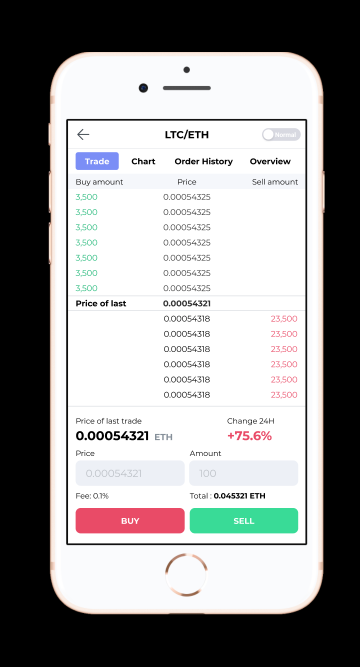 LTC/ETH
Normal
Trade Chart Order History Overview
Buy amount Price Sell amount
3,500 0.00054325
3,500 0.00054325
3,500 0.00054325
3,500 0.00054325
3,500 0.00054325
3,500 0.00054325
3,500 0.00054325
Price of last 0.00054321
0.00054318 23,500
0.00054318 23,500
0.00054318 23,500
0.00054318 23,500
0.00054318 23,500
0.00054318 23,500
Price of last trade Change 24H
0.00054321 ETH +75.6%
Price Amount
0.00054321 100
Fee: 0.1% Total : 0.045321 ETH
BUY SELL